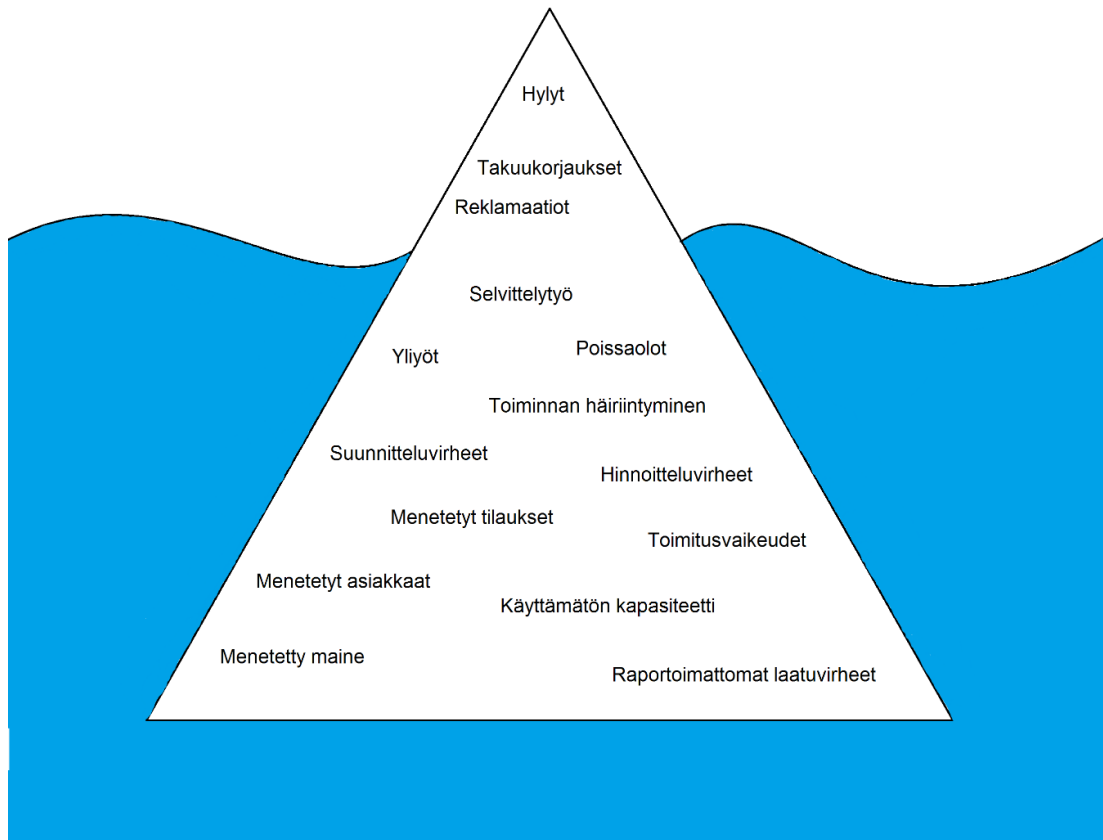 Hylyt
Takuukorjaukset
Reklamaatiot
Selvittelytyö
Poissaolot
Yliyöt
Toiminnan häiriintyminen
Suunnitteluvirheet
Hinnoitteluvirheet
Menetetyt tilaukset
Toimitusvaikeudet
Menetetyt asiakkaat
Käyttämätön kapasiteetti
Menetetty maine
Raportoimattomat laatuvirheet